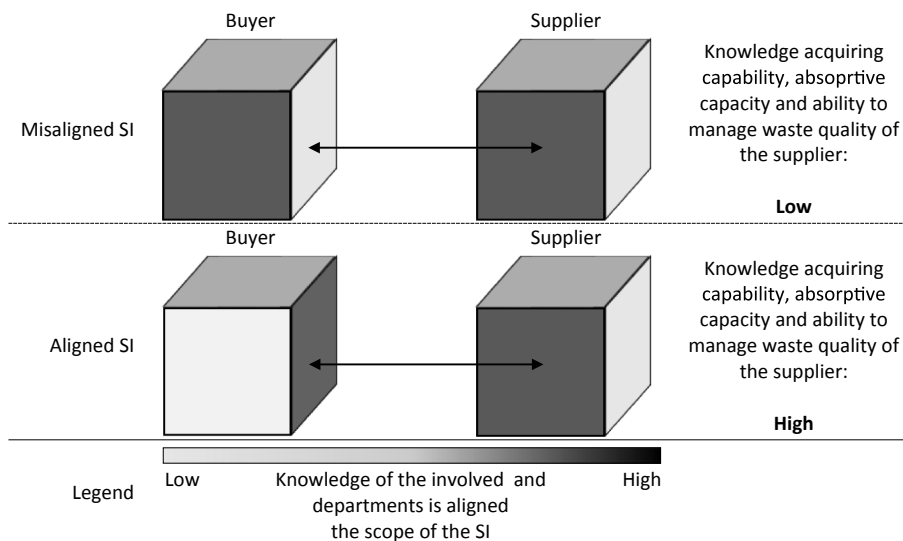 Buyer
Supplier
Misaligned SI
Knowledge acquiring
capability, absoprtive
capacity and ability to
manage waste quality of
the supplier:
Low
Buyer
Supplier
Aligned SI
Knowledge acquiring
capability, absorptive
capacity and ability to
manage waste quality of
the supplier:
High
Legend
Low
Knowledge of the involved and
departments is aligned
the scope of the SI
High